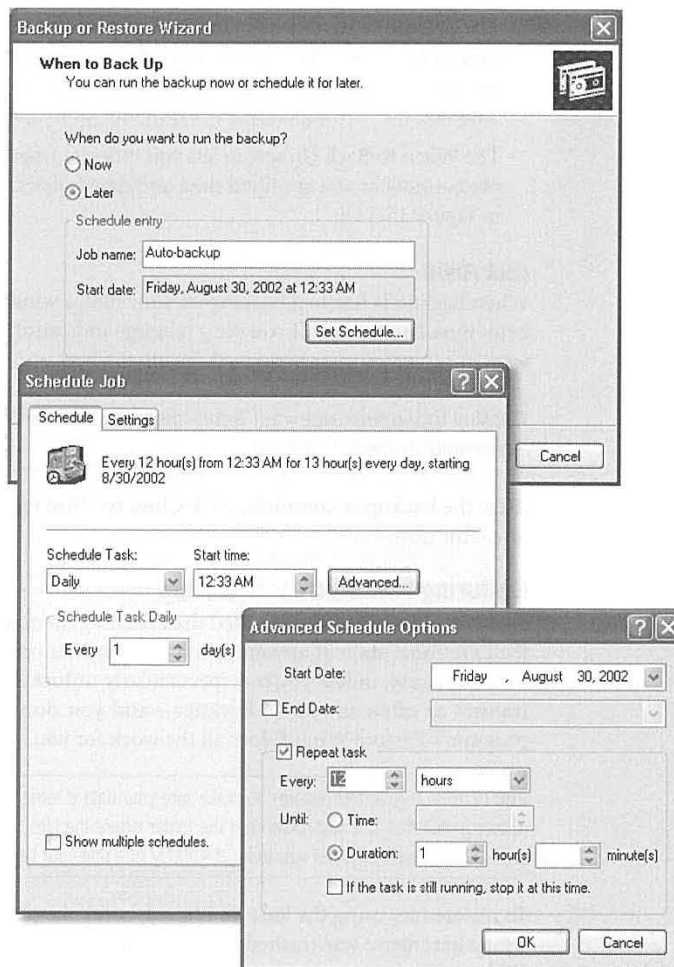 Backup or Restore Wizard
When to Back Up
You can run the backup now or schedule it for later.
When do you want to run the backup?
Now
Later
Schedule entry
Job name: Auto-backup
Start date: Friday, August 30, 2002 at 12:33 AM
Set Schedule...
Cancel
Schedule Job
Schedule
Settings
Every 12 hour(s) from 12:33 AM for 13 hour(s) every day, starting
8/30/2002
Schedule Task: Start time:
Daily 12:33 AM Advanced...
Schedule Task Daily
Every 1 day(s)
Show multiple schedules.
Advanced Schedule Options
Start Date: Friday , August 30, 2002
End Date:
Repeat task
Every: 12 hours
Until: Time:
Duration: 1 hour(s) minute(s)
If the task is still running, stop it at this time.
OK Cancel